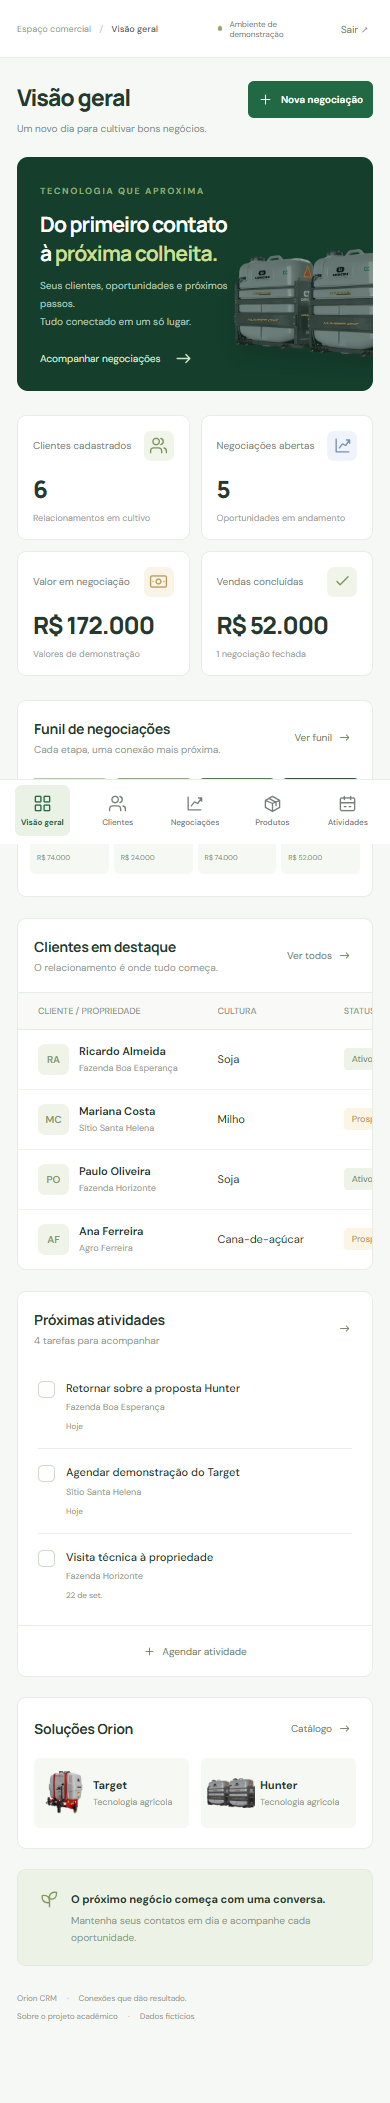 Espaço comercial / Visão geral
Ambiente de
demonstração
Sair ↗
Visão geral
+ Nova negociação
Um novo dia para cultivar bons negócios.
TECNOLOGIA QUE APROXIMA
Do primeiro contato
à próxima colheita.
Seus clientes, oportunidades e próximos
passos.
Tudo conectado em um só lugar.
Acompanhar negociações →
Clientes cadastrados
6
Relacionamentos em cultivo
Negociações abertas
5
Oportunidades em andamento
Valor em negociação
R$ 172.000
Valores de demonstração
Vendas concluídas
R$ 52.000
1 negociação fechada
Funil de negociações
Cada etapa, uma conexão mais próxima.
Ver funil →
Visão geral
Clientes
Negociações
Produtos
Atividades
R$ 74.000
R$ 24.000
R$ 74.000
R$ 52.000
Clientes em destaque
O relacionamento é onde tudo começa.
Ver todos →
CLIENTE / PROPRIEDADE CULTURA STATUS
RA Ricardo Almeida
Fazenda Boa Esperança
Soja
Ativo
MC Mariana Costa
Sítio Santa Helena
Milho
Prosp
PO Paulo Oliveira
Fazenda Horizonte
Soja
Ativo
AF Ana Ferreira
Agro Ferreira
Cana-de-açúcar
Prosp
Próximas atividades
4 tarefas para acompanhar
→
Retornar sobre a proposta Hunter
Fazenda Boa Esperança
Hoje
Agendar demonstração do Target
Sítio Santa Helena
Hoje
Visita técnica à propriedade
Fazenda Horizonte
22 de set.
+ Agendar atividade
Soluções Orion
Catálogo →
Target
Tecnologia agrícola
Hunter
Tecnologia agrícola
O próximo negócio começa com uma conversa.
Mantenha seus contatos em dia e acompanhe cada
oportunidade.
Orion CRM · Conexões que dão resultado.
Sobre o projeto acadêmico · Dados fictícios